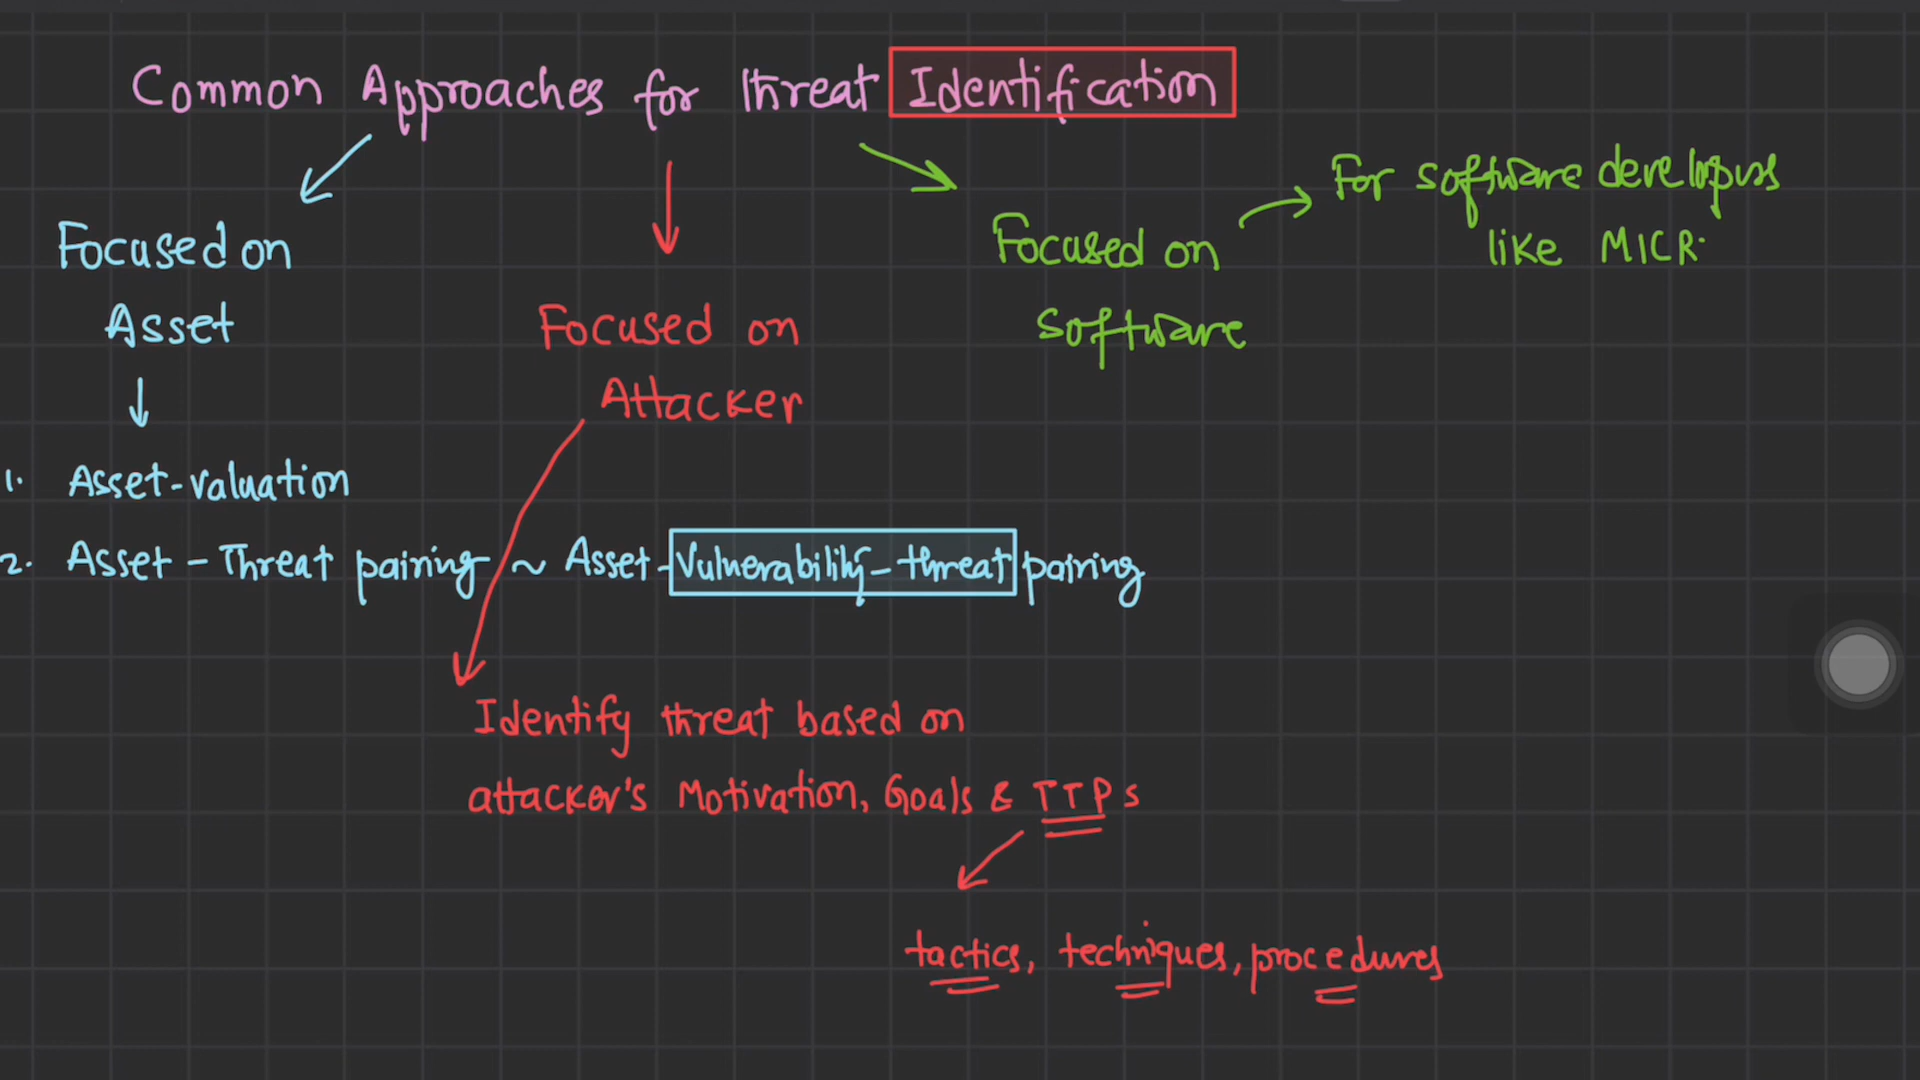 Common Approaches for threat Identification
Focused on
Asset
1. Asset-valuation
2. Asset - Threat pairing ~ Asset-Vulnerability-threat pairing
Focused on
Attacker
Identify threat based on
attacker's Motivation, Goals & TTPs
tactics, techniques, procedures
Focused on
software
For software developers
like MICR.